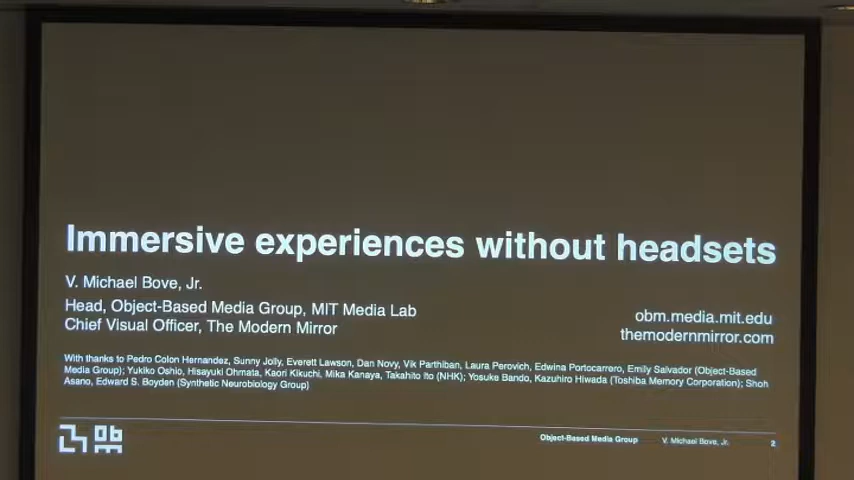 Immersive experiences without headsets
V. Michael Bove, Jr.
Head, Object-Based Media Group, MIT Media Lab
Chief Visual Officer, The Modern Mirror
obm.media.mit.edu
themodernmirror.com
With thanks to Pedro Colon Hernandez, Sunny Jolly, Everett Lawson, Dan Novy, Vik Parthiban, Laura Perovich, Edwina Portocarrero, Emily Salvador (Object-Based
Media Group); Yukiko Oshio, Hisayuki Ohmata, Kaori Kikuchi, Mika Kanaya, Takahito Ito (NHK); Yosuke Bando, Kazuhiro Hiwada (Toshiba Memory Corporation); Shoh
Asano, Edward S. Boyden (Synthetic Neurobiology Group)
Object-Based Media Group V. Michael Bove, Jr. 2